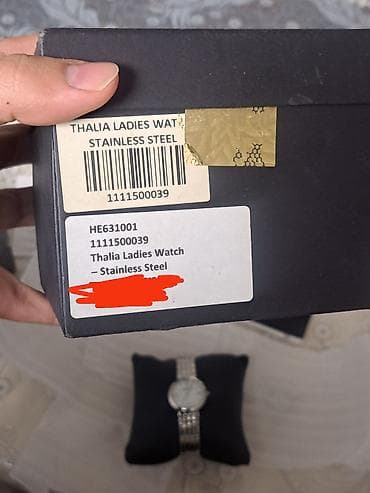 THALIA LADIES WAT
STAINLESS STEEL
1111500039
HE631001
1111500039
Thalia Ladies Watch
– Stainless Steel